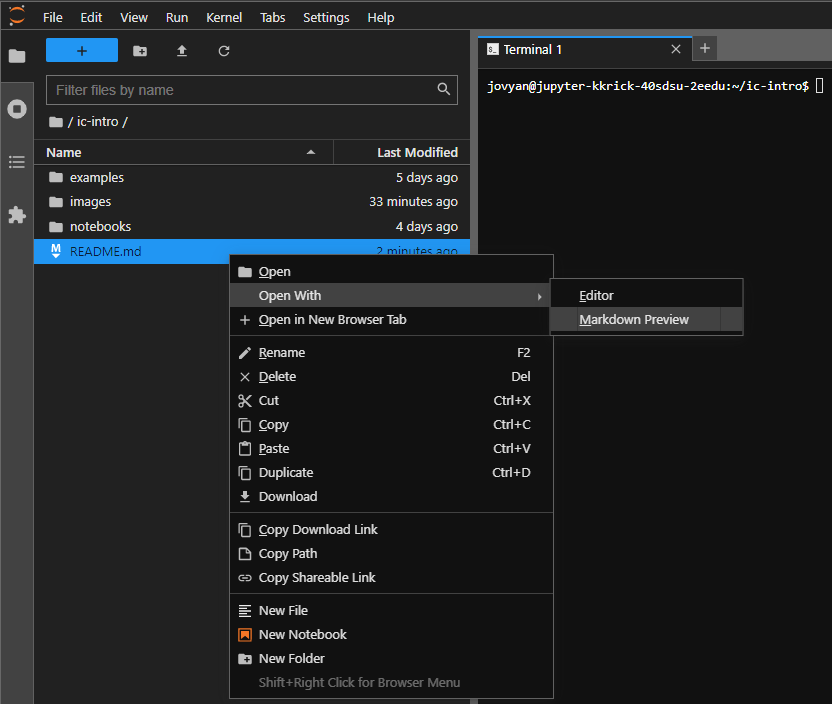 File Edit View Run Kernel Tabs Settings Help
+
Filter files by name
/ ic-intro /
Name Last Modified
examples 5 days ago
images 33 minutes ago
notebooks 4 days ago
README.md 2 minutes ago
Terminal 1
jovyan@jupyter-kkrick-40sdsu-2eedu:~/ic-intro$
Open
Open With
Open in New Browser Tab
Rename F2
Delete Del
Cut Ctrl+X
Copy Ctrl+C
Paste Ctrl+V
Duplicate Ctrl+D
Download
Copy Download Link
Copy Path
Copy Shareable Link
New File
New Notebook
New Folder
Shift+Right Click for Browser Menu
Editor
Markdown Preview